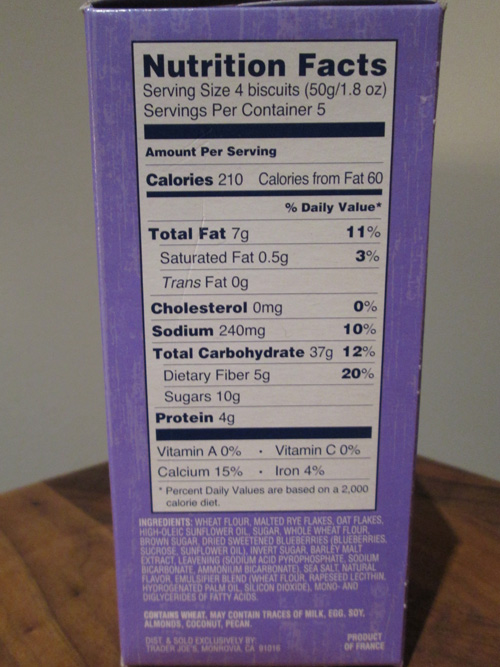 Nutrition Facts
Serving Size 4 biscuits (50g/1.8 oz)
Servings Per Container 5
Amount Per Serving
Calories 210 Calories from Fat 60
% Daily Value*
Total Fat 7g 11%
Saturated Fat 0.5g 3%
Trans Fat 0g
Cholesterol 0mg 0%
Sodium 240mg 10%
Total Carbohydrate 37g 12%
Dietary Fiber 5g 20%
Sugars 10g
Protein 4g
Vitamin A 0% · Vitamin C 0%
Calcium 15% · Iron 4%
* Percent Daily Values are based on a 2,000
calorie diet.
INGREDIENTS: WHEAT FLOUR, MALTED RYE FLAKES, OAT FLAKES,
HIGH-OLEIC SUNFLOWER OIL, SUGAR, WHOLE WHEAT FLOUR,
BROWN SUGAR, DRIED SWEETENED BLUEBERRIES (BLUEBERRIES,
SUCROSE, SUNFLOWER OIL), INVERT SUGAR, BARLEY MALT
EXTRACT, LEAVENING (SODIUM ACID PYROPHOSPHATE, SODIUM
BICARBONATE, AMMONIUM BICARBONATE), SEA SALT, NATURAL
FLAVOR, EMULSIFIER BLEND (WHEAT FLOUR, RAPESEED LECITHIN,
HYDROGENATED PALM OIL, SILICON DIOXIDE), MONO- AND
DIGLYCERIDES OF FATTY ACIDS.
CONTAINS WHEAT. MAY CONTAIN TRACES OF MILK, EGG, SOY,
ALMONDS, COCONUT, PECAN.
DIST. & SOLD EXCLUSIVELY BY: PRODUCT
TRADER JOE'S, MONROVIA, CA 91016 OF FRANCE